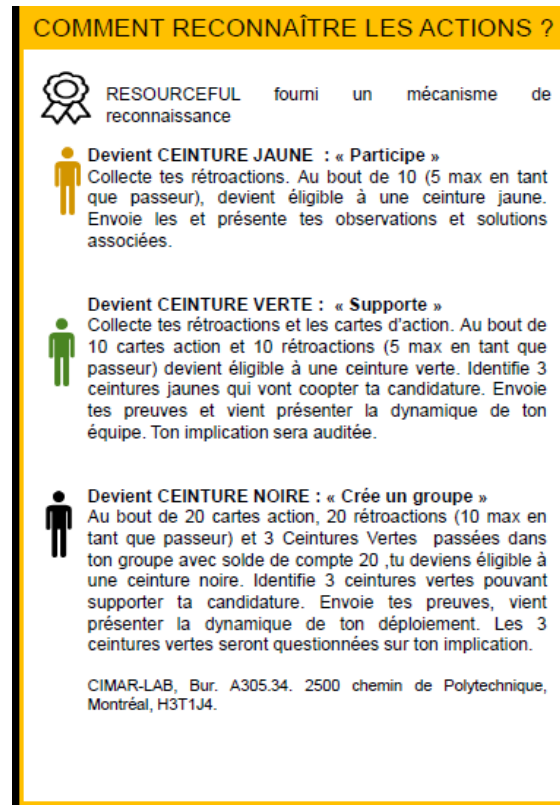 COMMENT RECONNAÎTRE LES ACTIONS ?
RESOURCEFUL fourni un mécanisme de
reconnaissance
Devient CEINTURE JAUNE : « Participe »
Collecte tes rétroactions. Au bout de 10 (5 max en tant
que passeur), devient éligible à une ceinture jaune.
Envoie les et présente tes observations et solutions
associées.
Devient CEINTURE VERTE : « Supporte »
Collecte tes rétroactions et les cartes d'action. Au bout de
10 cartes action et 10 rétroactions (5 max en tant que
passeur) devient éligible à une ceinture verte. Identifie 3
ceintures jaunes qui vont coopter ta candidature. Envoie
tes preuves et vient présenter la dynamique de ton
équipe. Ton implication sera auditée.
Devient CEINTURE NOIRE : « Crée un groupe »
Au bout de 20 cartes action, 20 rétroactions (10 max en
tant que passeur) et 3 Ceintures Vertes passées dans
ton groupe avec solde de compte 20 ,tu deviens éligible à
une ceinture noire. Identifie 3 ceintures vertes pouvant
supporter ta candidature. Envoie tes preuves, vient
présenter la dynamique de ton déploiement. Les 3
ceintures vertes seront questionnées sur ton implication.
CIMAR-LAB, Bur. A305.34. 2500 chemin de Polytechnique,
Montréal, H3T1J4.